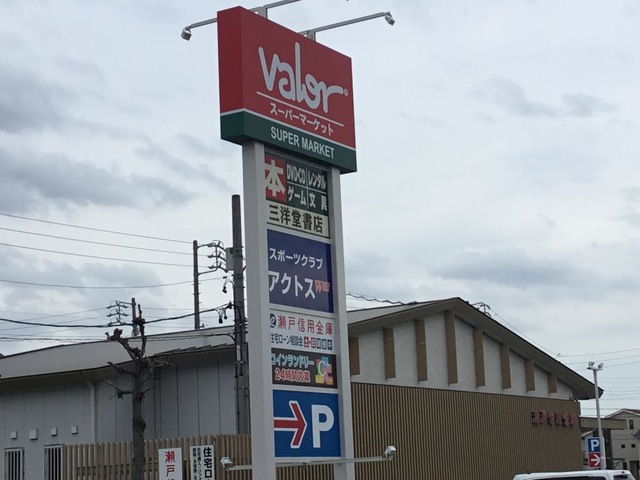 valor
スーパーマーケット
SUPER MARKET
本
DVD・CD レンタル
ゲーム 文具
三洋堂書店
スポーツクラブ
アクトス Will
瀬戸信用金庫
住宅ローン相談会
コインランドリー
24時間営業
P
瀬戸
住宅ロ
P